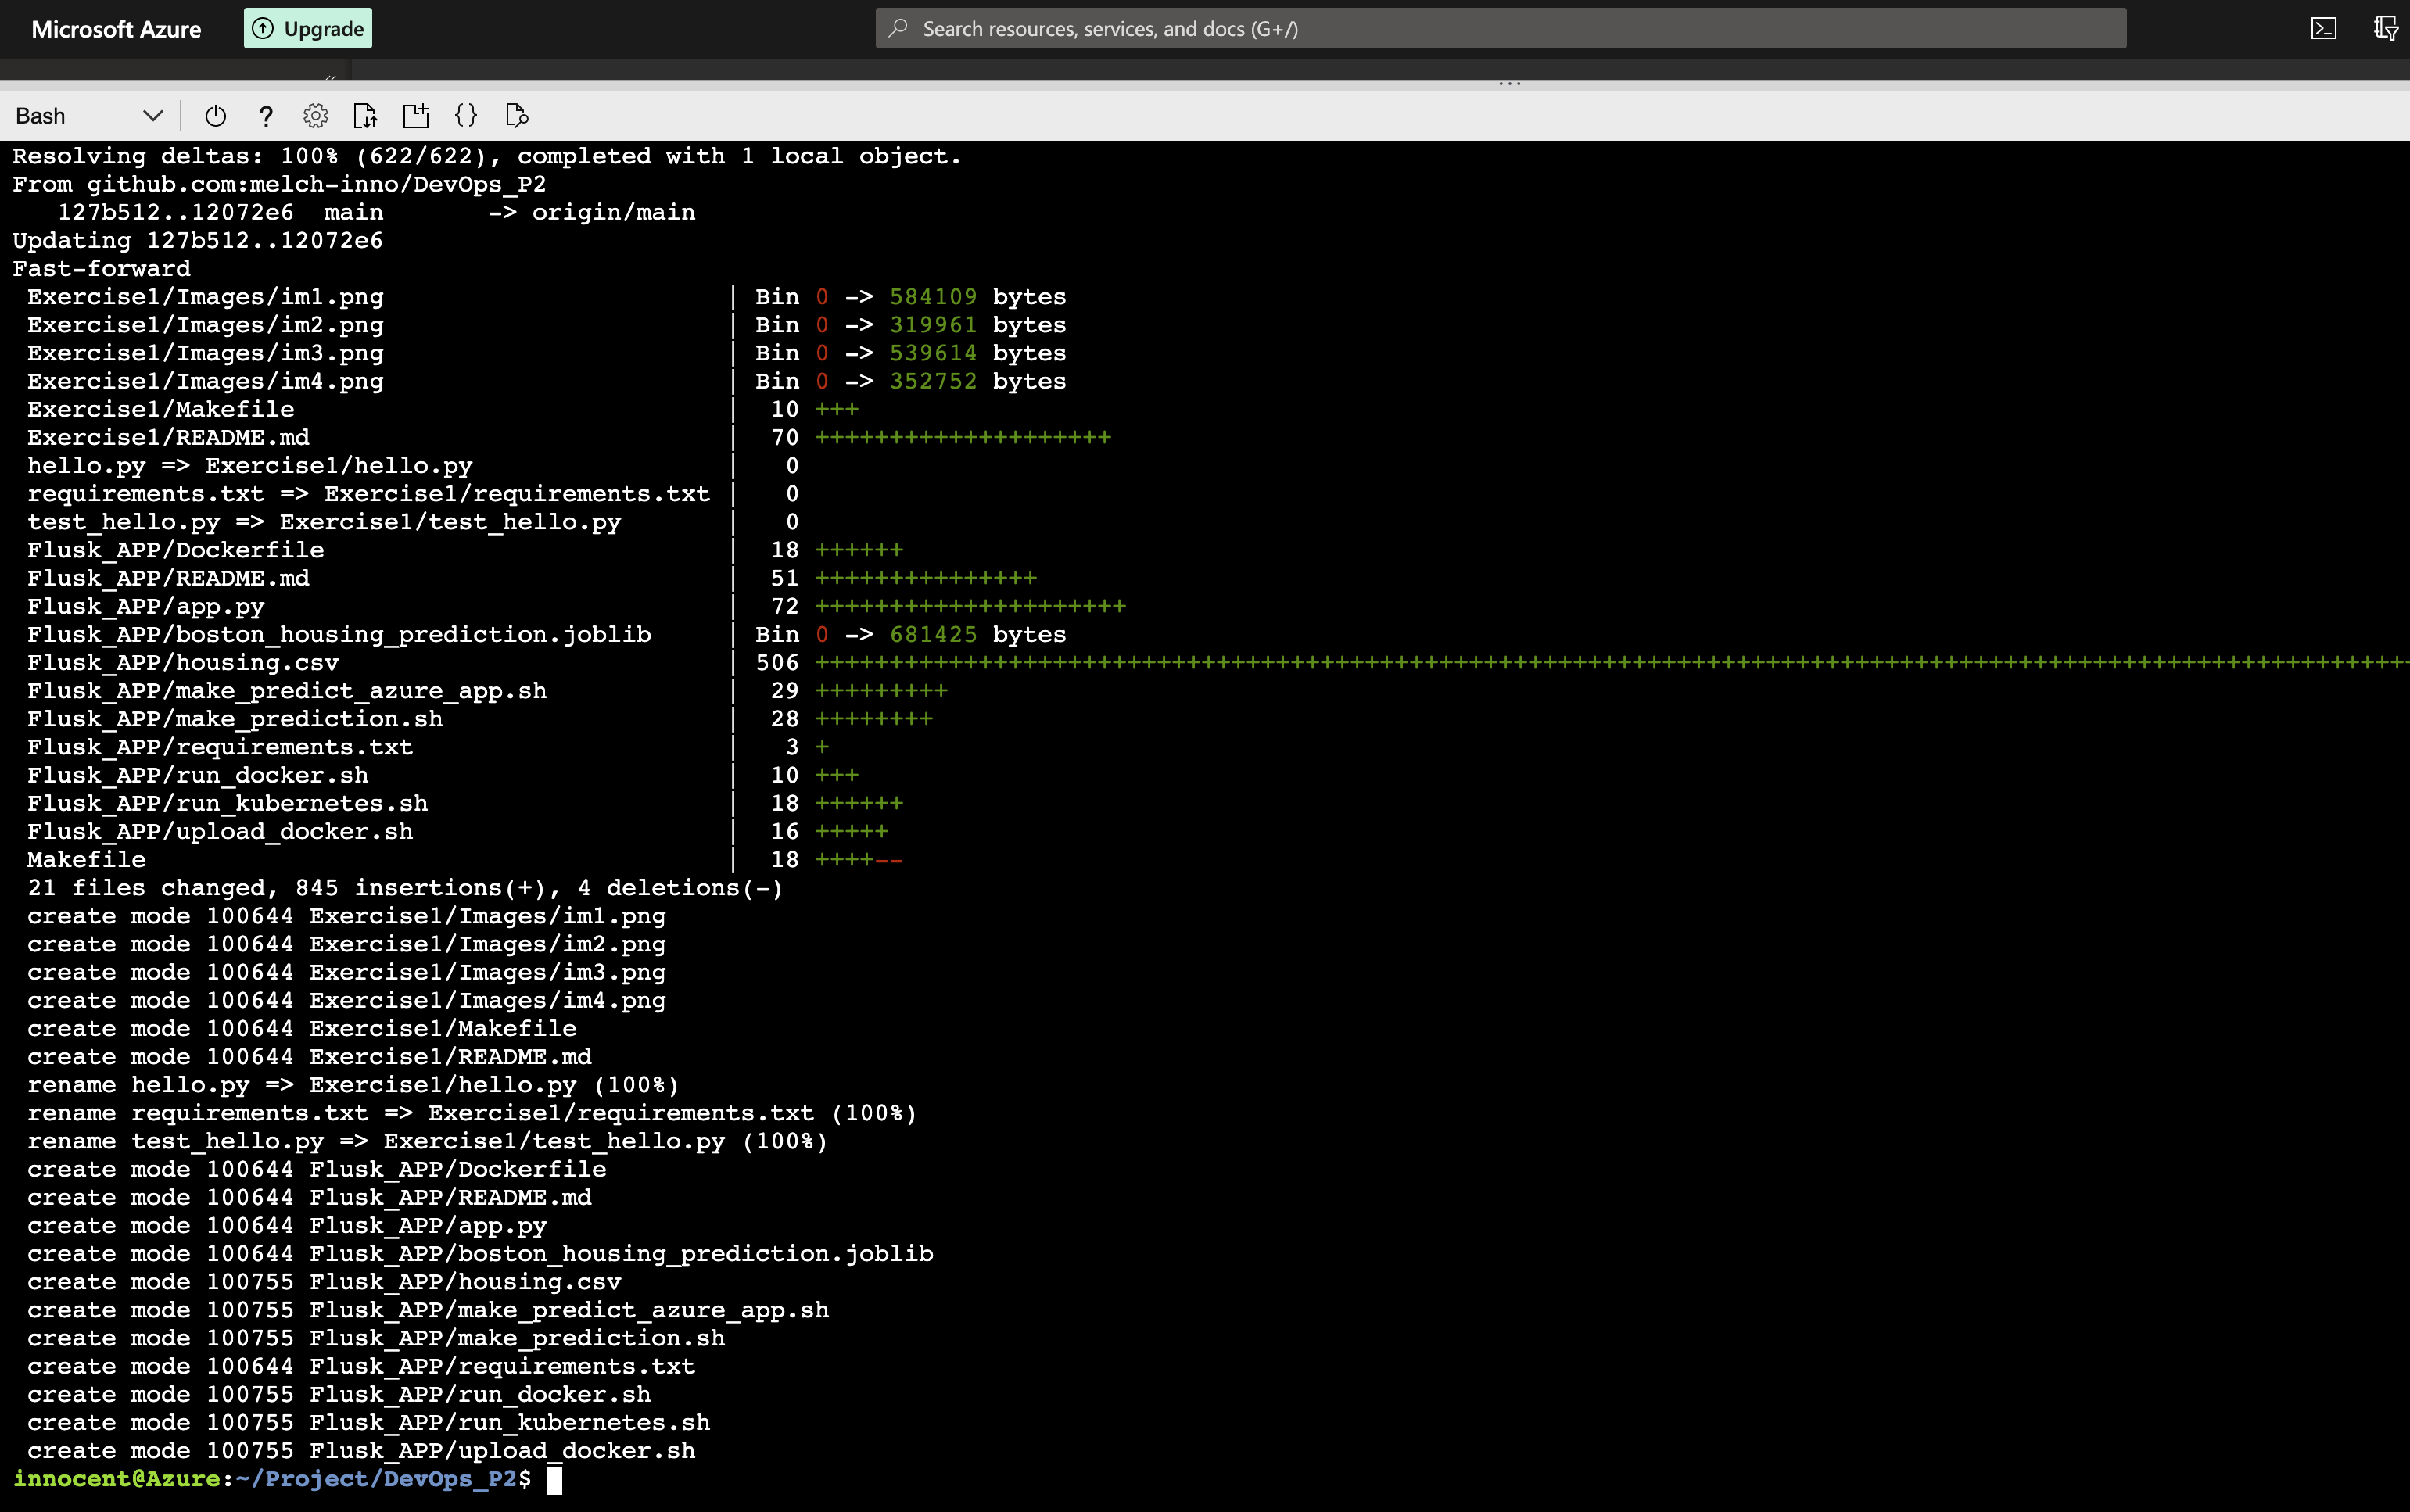 Microsoft Azure
Upgrade
Search resources, services, and docs (G+/)
Bash
Resolving deltas: 100% (622/622), completed with 1 local object.
From github.com:melch-inno/DevOps_P2
   127b512..12072e6  main       -> origin/main
Updating 127b512..12072e6
Fast-forward
 Exercise1/Images/im1.png                       | Bin 0 -> 584109 bytes
 Exercise1/Images/im2.png                       | Bin 0 -> 319961 bytes
 Exercise1/Images/im3.png                       | Bin 0 -> 539614 bytes
 Exercise1/Images/im4.png                       | Bin 0 -> 352752 bytes
 Exercise1/Makefile                             |  10 +++
 Exercise1/README.md                            |  70 ++++++++++++++++++++
 hello.py => Exercise1/hello.py                 |   0
 requirements.txt => Exercise1/requirements.txt |   0
 test_hello.py => Exercise1/test_hello.py       |   0
 Flusk_APP/Dockerfile                           |  18 ++++++
 Flusk_APP/README.md                            |  51 +++++++++++++++
 Flusk_APP/app.py                               |  72 +++++++++++++++++++++
 Flusk_APP/boston_housing_prediction.joblib     | Bin 0 -> 681425 bytes
 Flusk_APP/housing.csv                          | 506 +++++++++++++++++++++++++++++++++++++++++++++++++++++++++++++++++++++++++++++++++++++++++++++++++++++++++++
 Flusk_APP/make_predict_azure_app.sh            |  29 +++++++++
 Flusk_APP/make_prediction.sh                   |  28 ++++++++
 Flusk_APP/requirements.txt                     |   3 +
 Flusk_APP/run_docker.sh                        |  10 +++
 Flusk_APP/run_kubernetes.sh                    |  18 ++++++
 Flusk_APP/upload_docker.sh                     |  16 +++++
 Makefile                                       |  18 ++++--
 21 files changed, 845 insertions(+), 4 deletions(-)
 create mode 100644 Exercise1/Images/im1.png
 create mode 100644 Exercise1/Images/im2.png
 create mode 100644 Exercise1/Images/im3.png
 create mode 100644 Exercise1/Images/im4.png
 create mode 100644 Exercise1/Makefile
 create mode 100644 Exercise1/README.md
 rename hello.py => Exercise1/hello.py (100%)
 rename requirements.txt => Exercise1/requirements.txt (100%)
 rename test_hello.py => Exercise1/test_hello.py (100%)
 create mode 100644 Flusk_APP/Dockerfile
 create mode 100644 Flusk_APP/README.md
 create mode 100644 Flusk_APP/app.py
 create mode 100644 Flusk_APP/boston_housing_prediction.joblib
 create mode 100755 Flusk_APP/housing.csv
 create mode 100755 Flusk_APP/make_predict_azure_app.sh
 create mode 100755 Flusk_APP/make_prediction.sh
 create mode 100644 Flusk_APP/requirements.txt
 create mode 100755 Flusk_APP/run_docker.sh
 create mode 100755 Flusk_APP/run_kubernetes.sh
 create mode 100755 Flusk_APP/upload_docker.sh
innocent@Azure:~/Project/DevOps_P2$